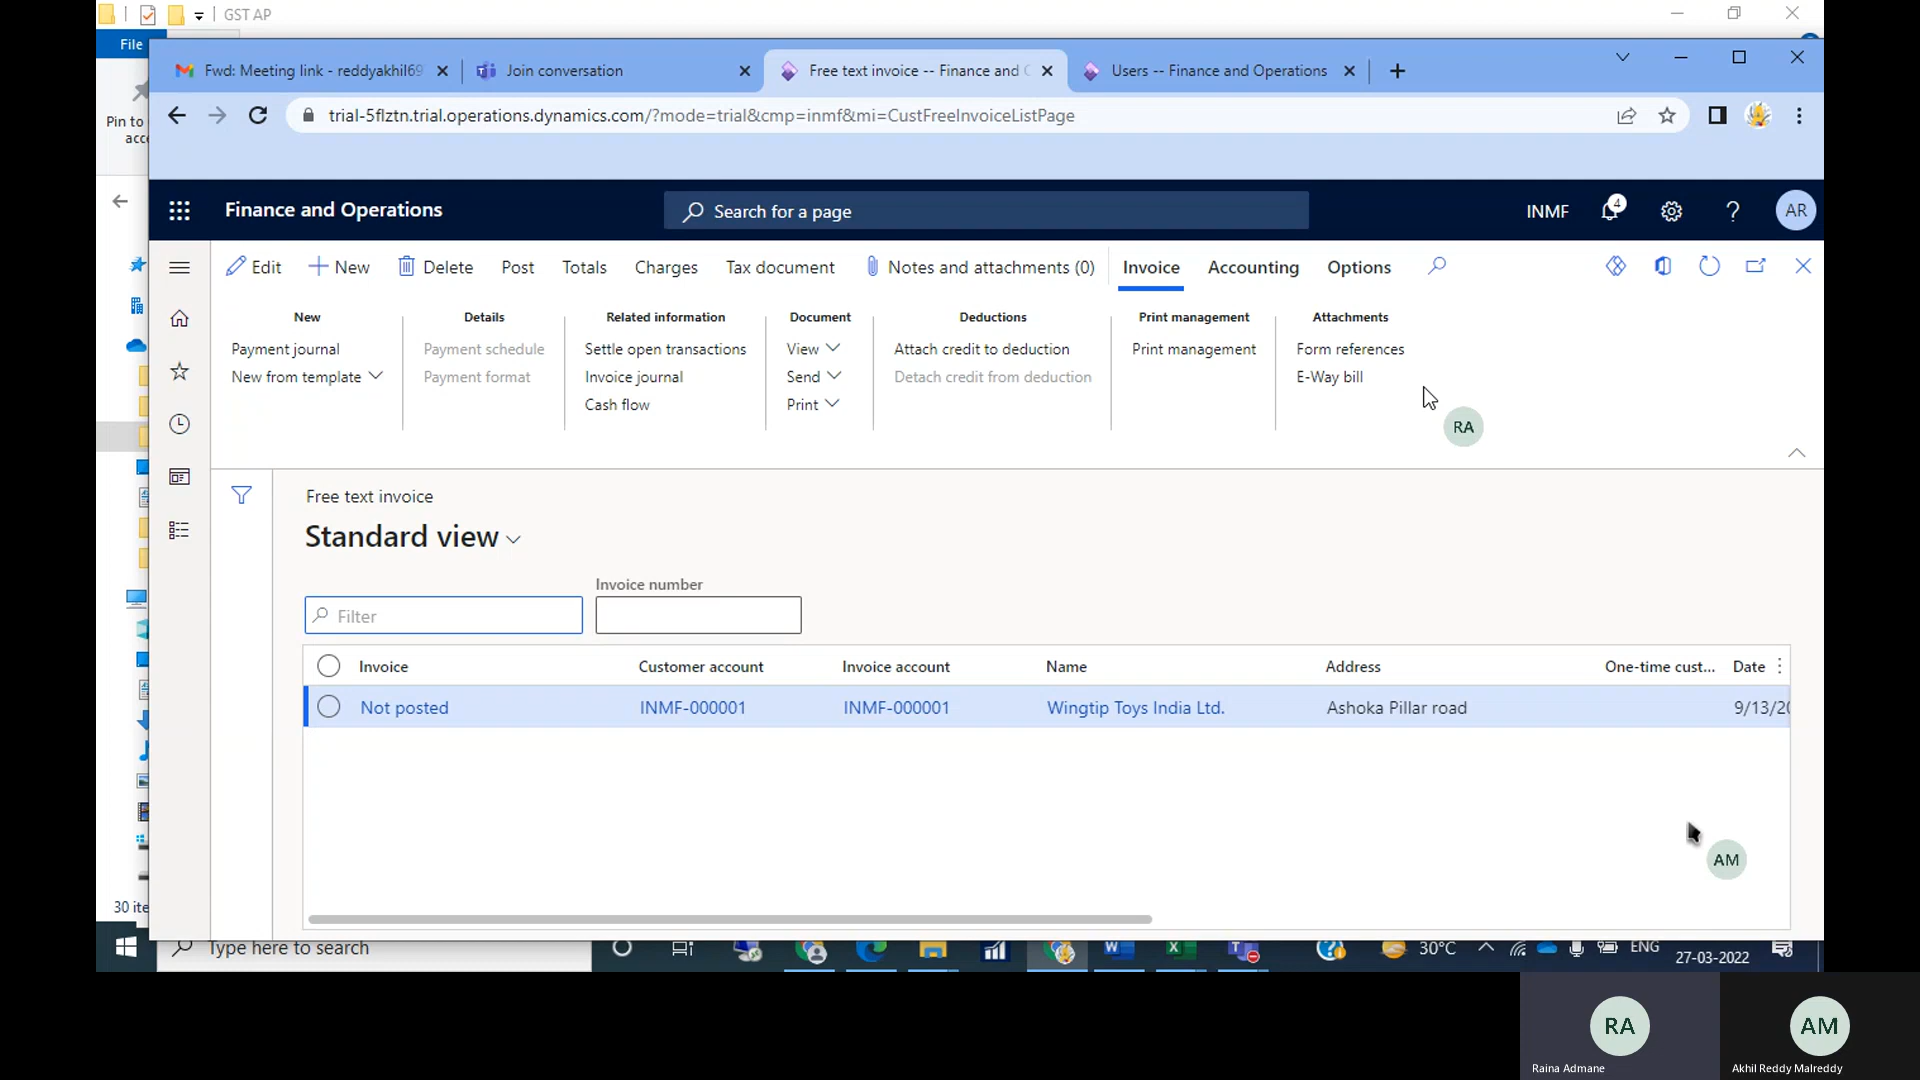 GST AP
File
Fwd: Meeting link - reddyakhil69
Join conversation
Free text invoice -- Finance and
Users -- Finance and Operations
Pin to
acc
trial-5flztn.trial.operations.dynamics.com/?mode=trial&cmp=inmf&mi=CustFreeInvoiceListPage
Finance and Operations
Search for a page
INMF
4
?
AR
Edit
New
Delete
Post
Totals
Charges
Tax document
Notes and attachments (0)
Invoice
Accounting
Options
New
Details
Related information
Document
Deductions
Print management
Attachments
Payment journal
Payment schedule
Settle open transactions
View
Attach credit to deduction
Print management
Form references
New from template
Payment format
Invoice journal
Send
Detach credit from deduction
E-Way bill
Cash flow
Print
RA
Free text invoice
Standard view
Invoice number
Filter
Invoice
Customer account
Invoice account
Name
Address
One-time cust...
Date
Not posted
INMF-000001
INMF-000001
Wingtip Toys India Ltd.
Ashoka Pillar road
9/13/20
AM
30 ite
Type here to search
30°C
ENG
27-03-2022
RA
AM
Raina Admane
Akhil Reddy Malreddy